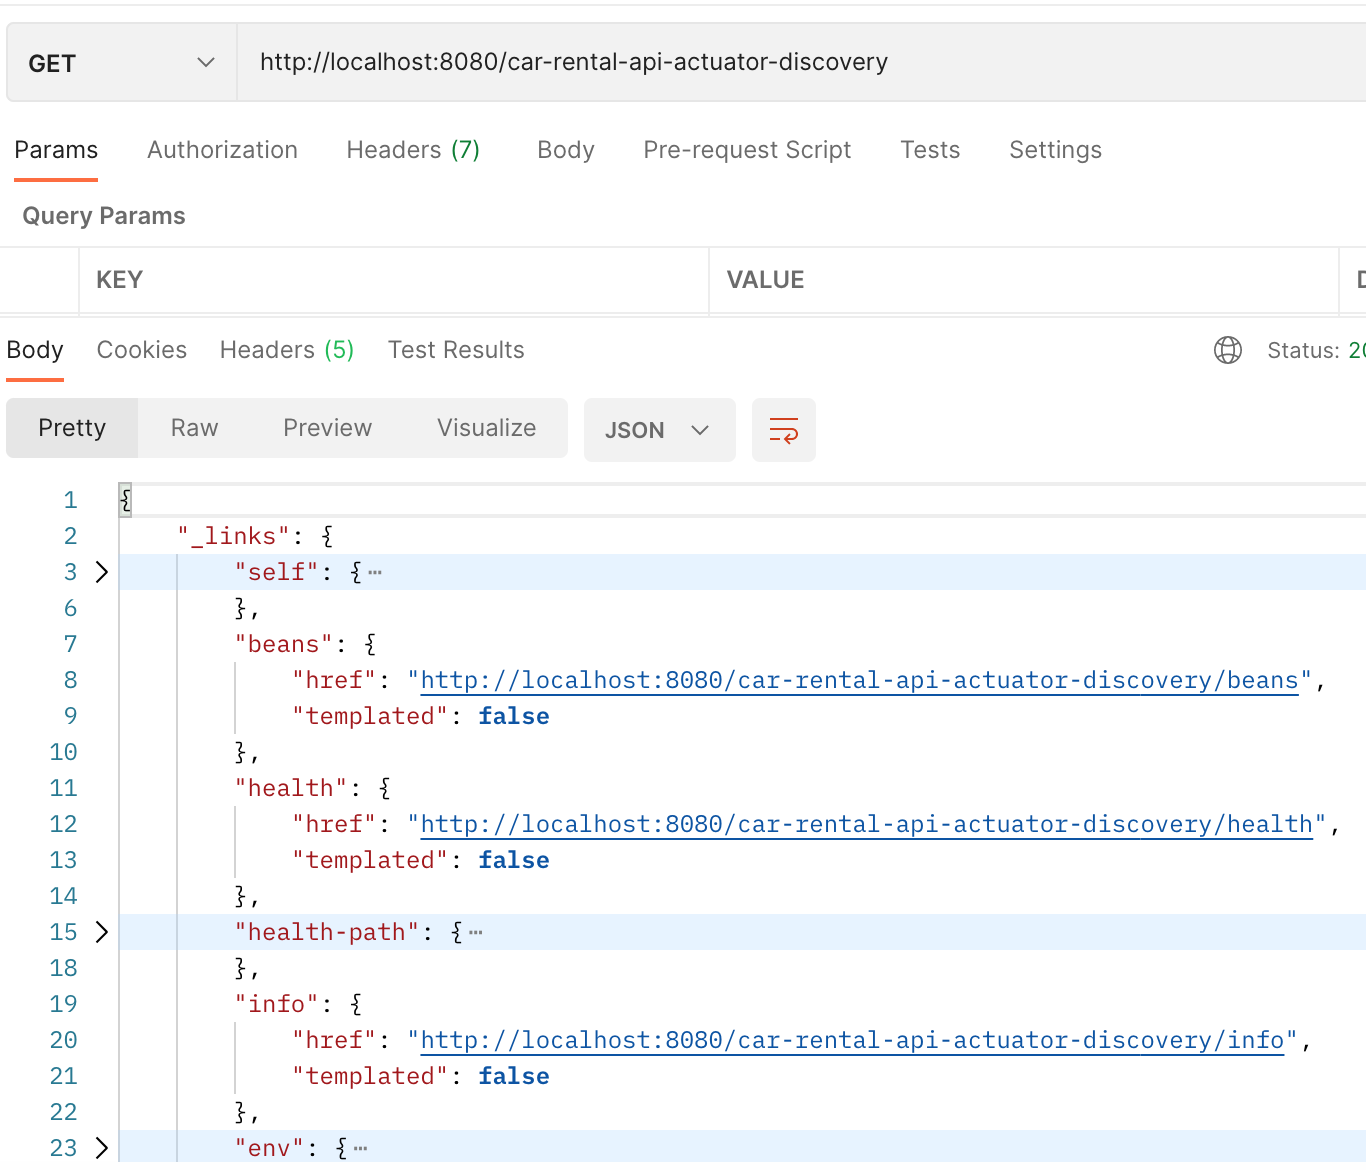 GET http://localhost:8080/car-rental-api-actuator-discovery
Params Authorization Headers (7) Body Pre-request Script Tests Settings
Query Params
KEY VALUE D
Body Cookies Headers (5) Test Results Status: 20
Pretty Raw Preview Visualize JSON
1 {
2 "_links": {
3 "self": {⋯
6 },
7 "beans": {
8 "href": "http://localhost:8080/car-rental-api-actuator-discovery/beans",
9 "templated": false
10 },
11 "health": {
12 "href": "http://localhost:8080/car-rental-api-actuator-discovery/health",
13 "templated": false
14 },
15 "health-path": {⋯
18 },
19 "info": {
20 "href": "http://localhost:8080/car-rental-api-actuator-discovery/info",
21 "templated": false
22 },
23 "env": {⋯